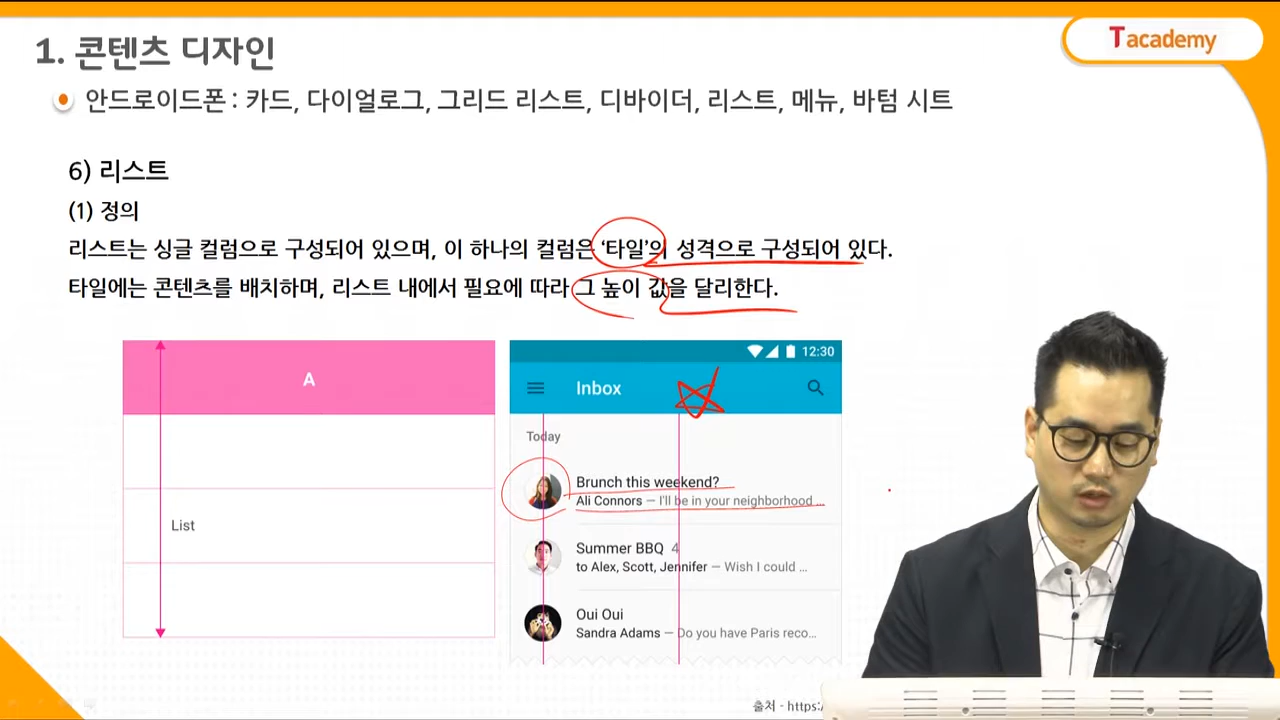 1. 콘텐츠 디자인
Tacademy
안드로이드폰 : 카드, 다이얼로그, 그리드 리스트, 디바이더, 리스트, 메뉴, 바텀 시트
6) 리스트
(1) 정의
리스트는 싱글 컬럼으로 구성되어 있으며, 이 하나의 컬럼은 ‘타일’의 성격으로 구성되어 있다.
타일에는 콘텐츠를 배치하며, 리스트 내에서 필요에 따라 그 높이 값을 달리한다.
A
List
12:30
Inbox
Today
Brunch this weekend?
Ali Connors — I'll be in your neighborhood ...
Summer BBQ 4
to Alex, Scott, Jennifer — Wish I could ...
Oui Oui
Sandra Adams — Do you have Paris reco...
출처 - https:/